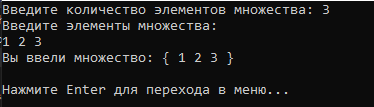 Введите количество элементов множества: 3
Введите элементы множества:
1 2 3
Вы ввели множество: { 1 2 3 }
Нажмите Enter для перехода в меню...